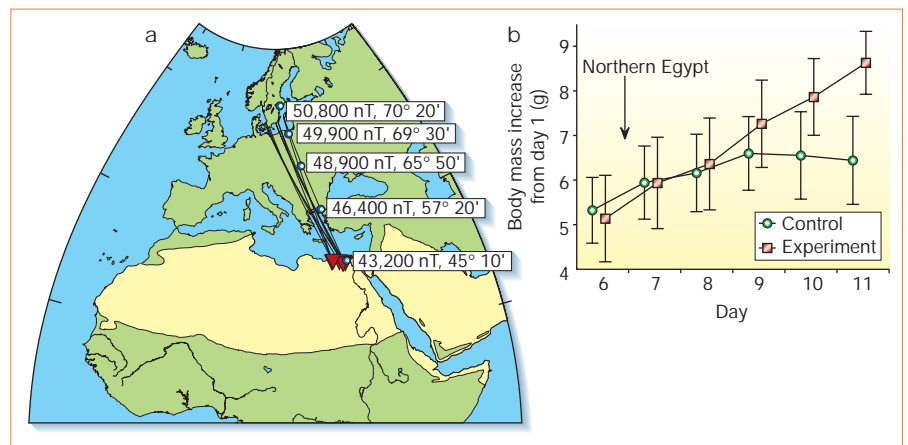 a
50,800 nT, 70° 20'
49,900 nT, 69° 30'
48,900 nT, 65° 50'
46,400 nT, 57° 20'
43,200 nT, 45° 10'
b
Body mass increase
from day 1 (g)
9
8
7
6
5
4
Northern Egypt
Control
Experiment
6 7 8 9 10 11
Day